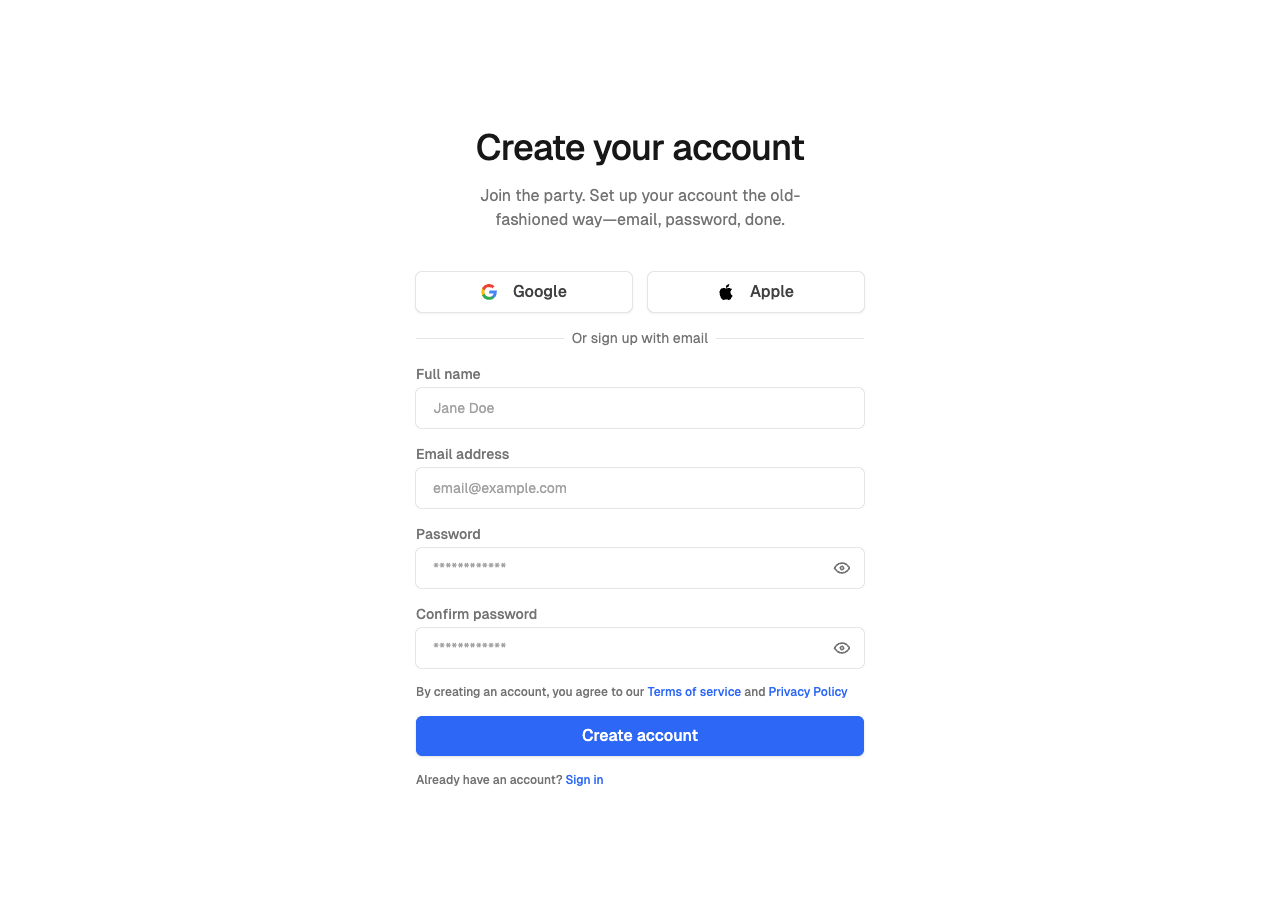 Create your account
Join the party. Set up your account the old-
fashioned way—email, password, done.
Google
Apple
Or sign up with email
Full name
Jane Doe
Email address
email@example.com
Password
************
Confirm password
************
By creating an account, you agree to our Terms of service and Privacy Policy
Create account
Already have an account? Sign in